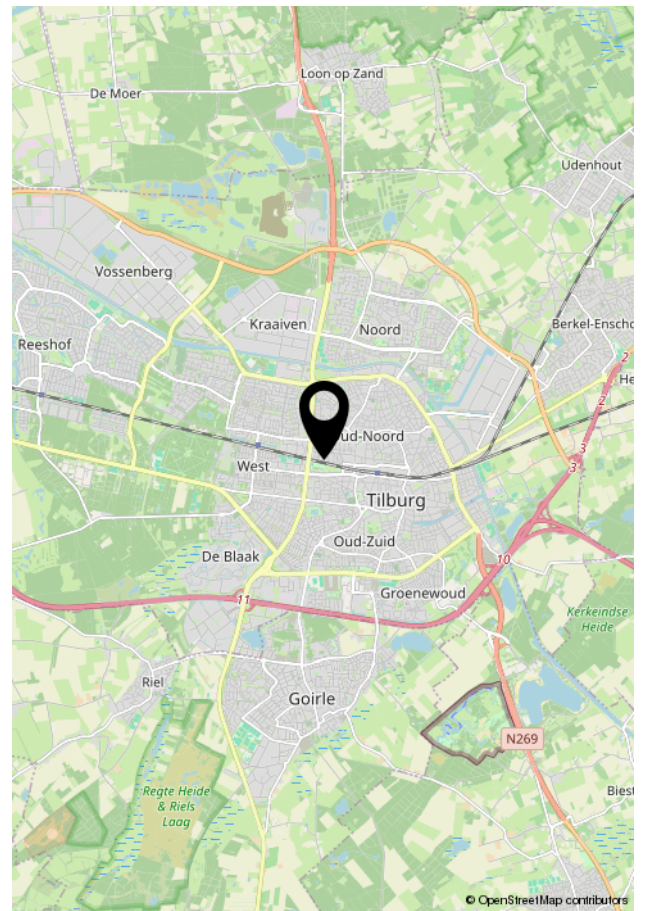 Loon op Zand
De Moer
Udenhout
Vossenberg
Kraaiven
Noord
Berkel-Enscho
Reeshof
2
He
2
ud-Noord
3
West
3
Tilburg
Oud-Zuid
De Blaak
10
Groenewoud
11
Kerkeindse
Heide
Riel
Goirle
N269
Regte Heide
& Riels
Laag
Biest
© OpenStreetMap contributors